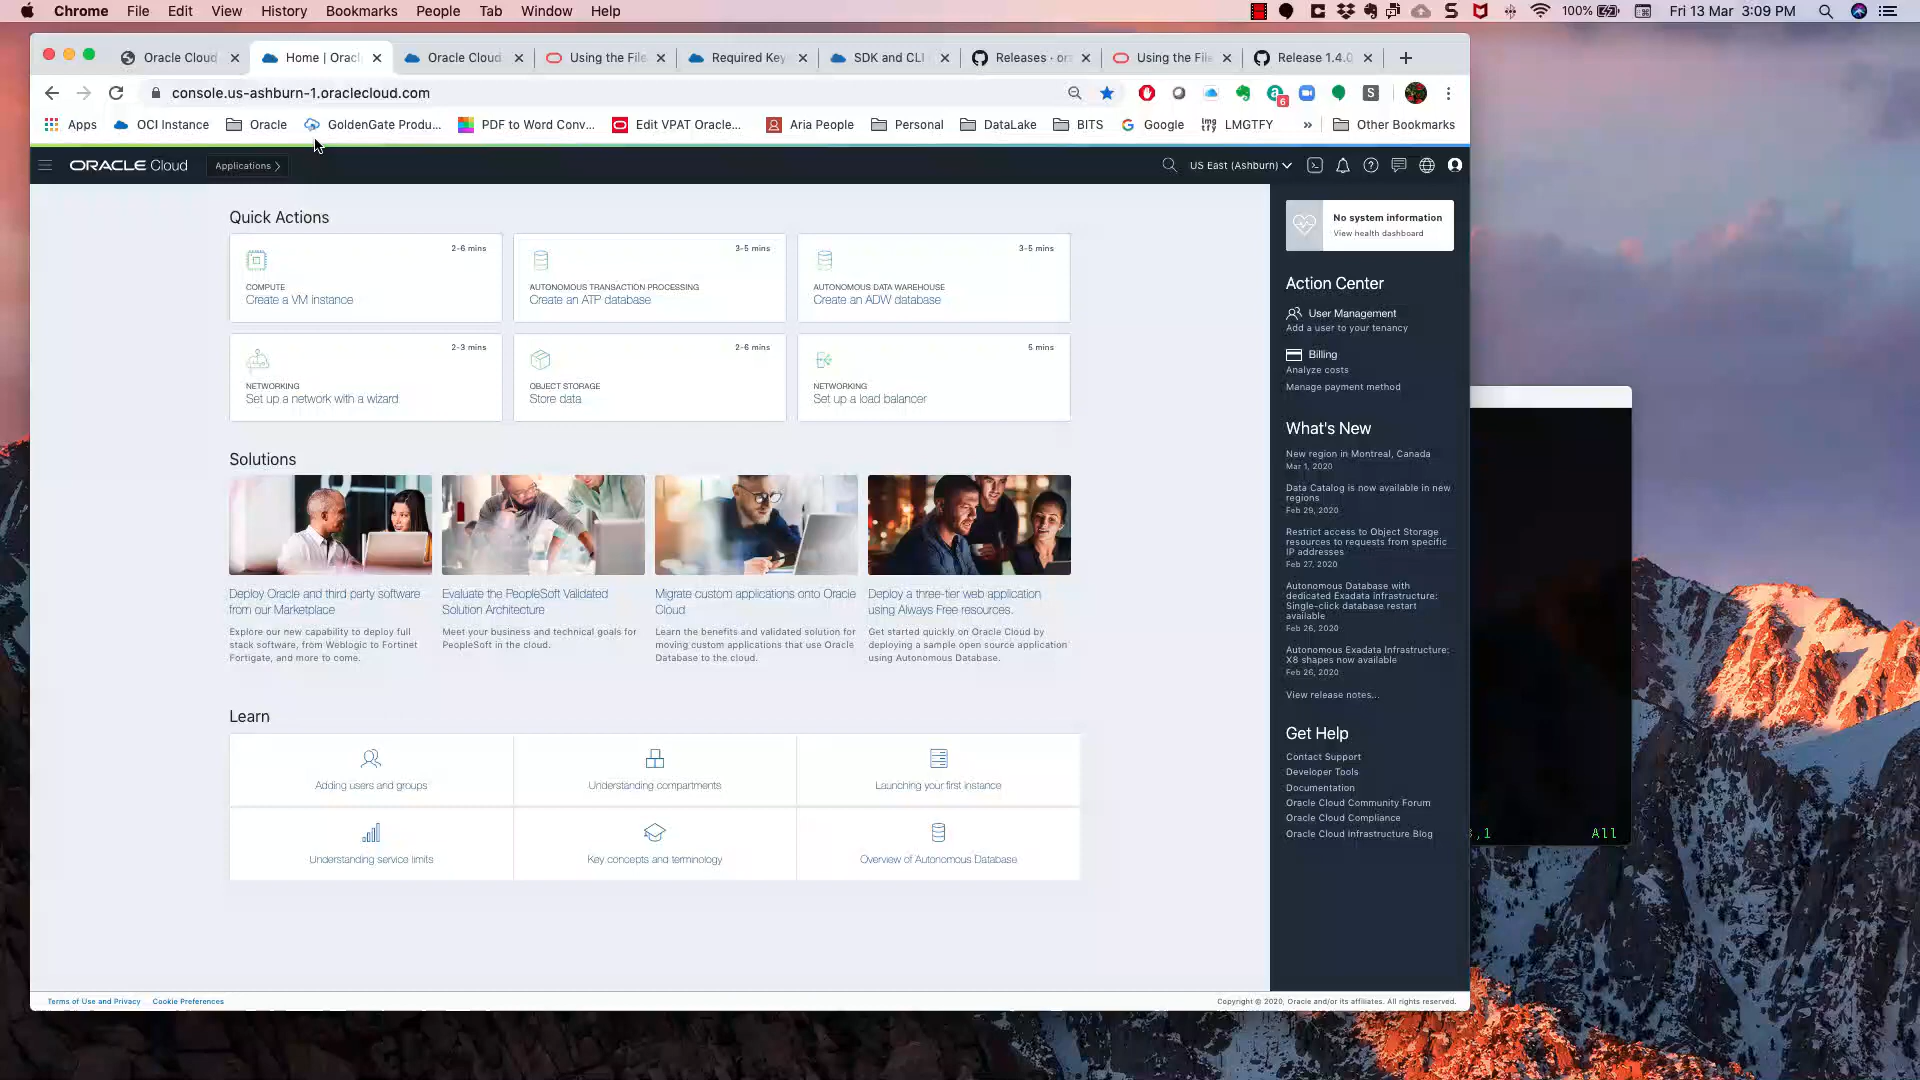 Chrome File Edit View History Bookmarks People Tab Window Help
100% Fri 13 Mar 3:09 PM
Oracle Cloud
Home | Orac
Oracle Cloud
Using the File
Required Key
SDK and CLI
Releases · or
Using the File
Release 1.4.0
console.us-ashburn-1.oraclecloud.com
6
S
Apps
OCI Instance
Oracle
GoldenGate Produ...
PDF to Word Conv...
Edit VPAT Oracle...
Aria People
Personal
DataLake
BITS
Google
LMGTFY
»
Other Bookmarks
ORACLE Cloud
Applications
US East (Ashburn)
Quick Actions
2-6 mins
COMPUTE
Create a VM instance
3-5 mins
AUTONOMOUS TRANSACTION PROCESSING
Create an ATP database
3-5 mins
AUTONOMOUS DATA WAREHOUSE
Create an ADW database
2-3 mins
NETWORKING
Set up a network with a wizard
2-6 mins
OBJECT STORAGE
Store data
5 mins
NETWORKING
Set up a load balancer
Solutions
Deploy Oracle and third party software
from our Marketplace
Explore our new capability to deploy full
stack software, from Weblogic to Fortinet
Fortigate, and more to come.
Evaluate the PeopleSoft Validated
Solution Architecture
Meet your business and technical goals for
PeopleSoft in the cloud.
Migrate custom applications onto Oracle
Cloud
Learn the benefits and validated solution for
moving custom applications that use Oracle
Database to the cloud.
Deploy a three-tier web application
using Always Free resources.
Get started quickly on Oracle Cloud by
deploying a sample open source application
using Autonomous Database.
Learn
Adding users and groups
Understanding compartments
Launching your first instance
Understanding service limits
Key concepts and terminology
Overview of Autonomous Database
No system information
View health dashboard
Action Center
User Management
Add a user to your tenancy
Billing
Analyze costs
Manage payment method
What's New
New region in Montreal, Canada
Mar 1, 2020
Data Catalog is now available in new
regions
Feb 29, 2020
Restrict access to Object Storage
resources to requests from specific
IP addresses
Feb 27, 2020
Autonomous Database with
dedicated Exadata Infrastructure:
Single-click database restart
available
Feb 26, 2020
Autonomous Exadata Infrastructure:
X8 shapes now available
Feb 26, 2020
View release notes...
Get Help
Contact Support
Developer Tools
Documentation
Oracle Cloud Community Forum
Oracle Cloud Compliance
Oracle Cloud Infrastructure Blog
,1 All
Terms of Use and Privacy Cookie Preferences
Copyright © 2020, Oracle and/or its affiliates. All rights reserved.